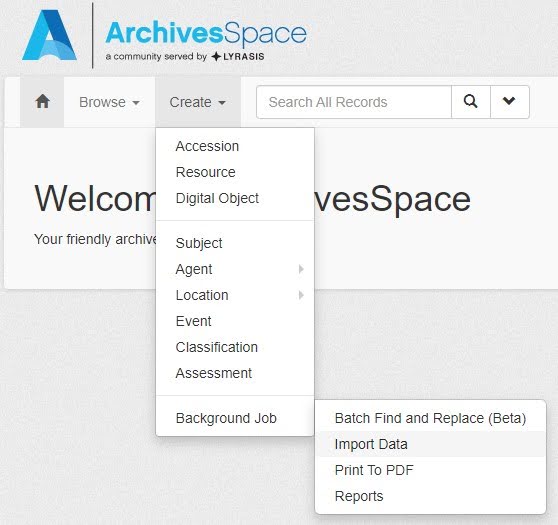 ArchivesSpace
a community served by LYRASIS
Browse Create Search All Records
Accession
Resource
Digital Object
Welcom vesSpace
Your friendly archive
Subject
Agent
Location
Event
Classification
Assessment
Background Job
Batch Find and Replace (Beta)
Import Data
Print To PDF
Reports